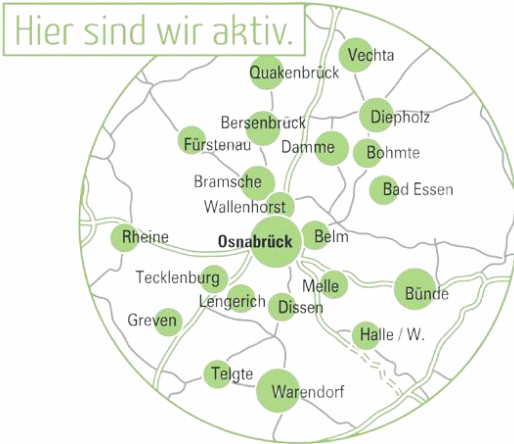 Hier sind wir aktiv.
Vechta
Quakenbrück
Diepholz
Bersenbrück
Fürstenau
Damme
Bohmte
Bramsche
Bad Essen
Wallenhorst
Rheine
Osnabrück
Belm
Tecklenburg
Melle
Bünde
Lengerich
Dissen
Greven
Halle / W.
Telgte
Warendorf